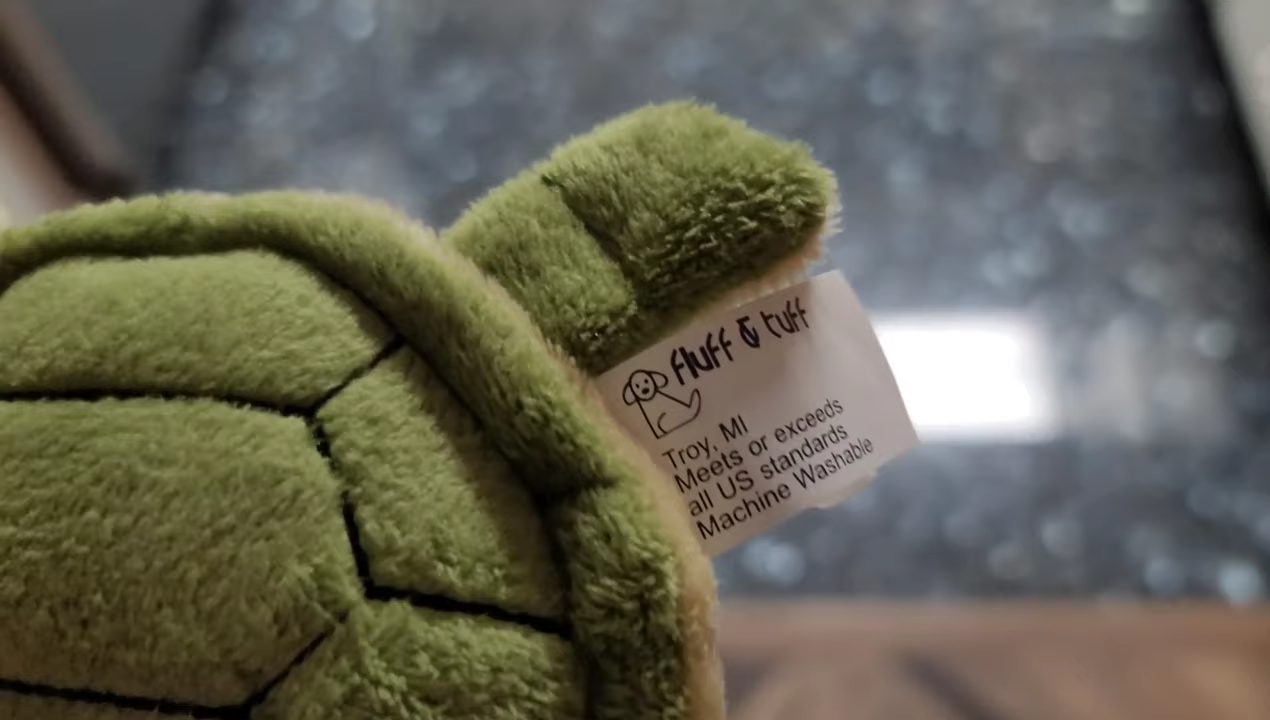 fluff & tuff
Troy, MI
Meets or exceeds
all US standards
Machine Washable